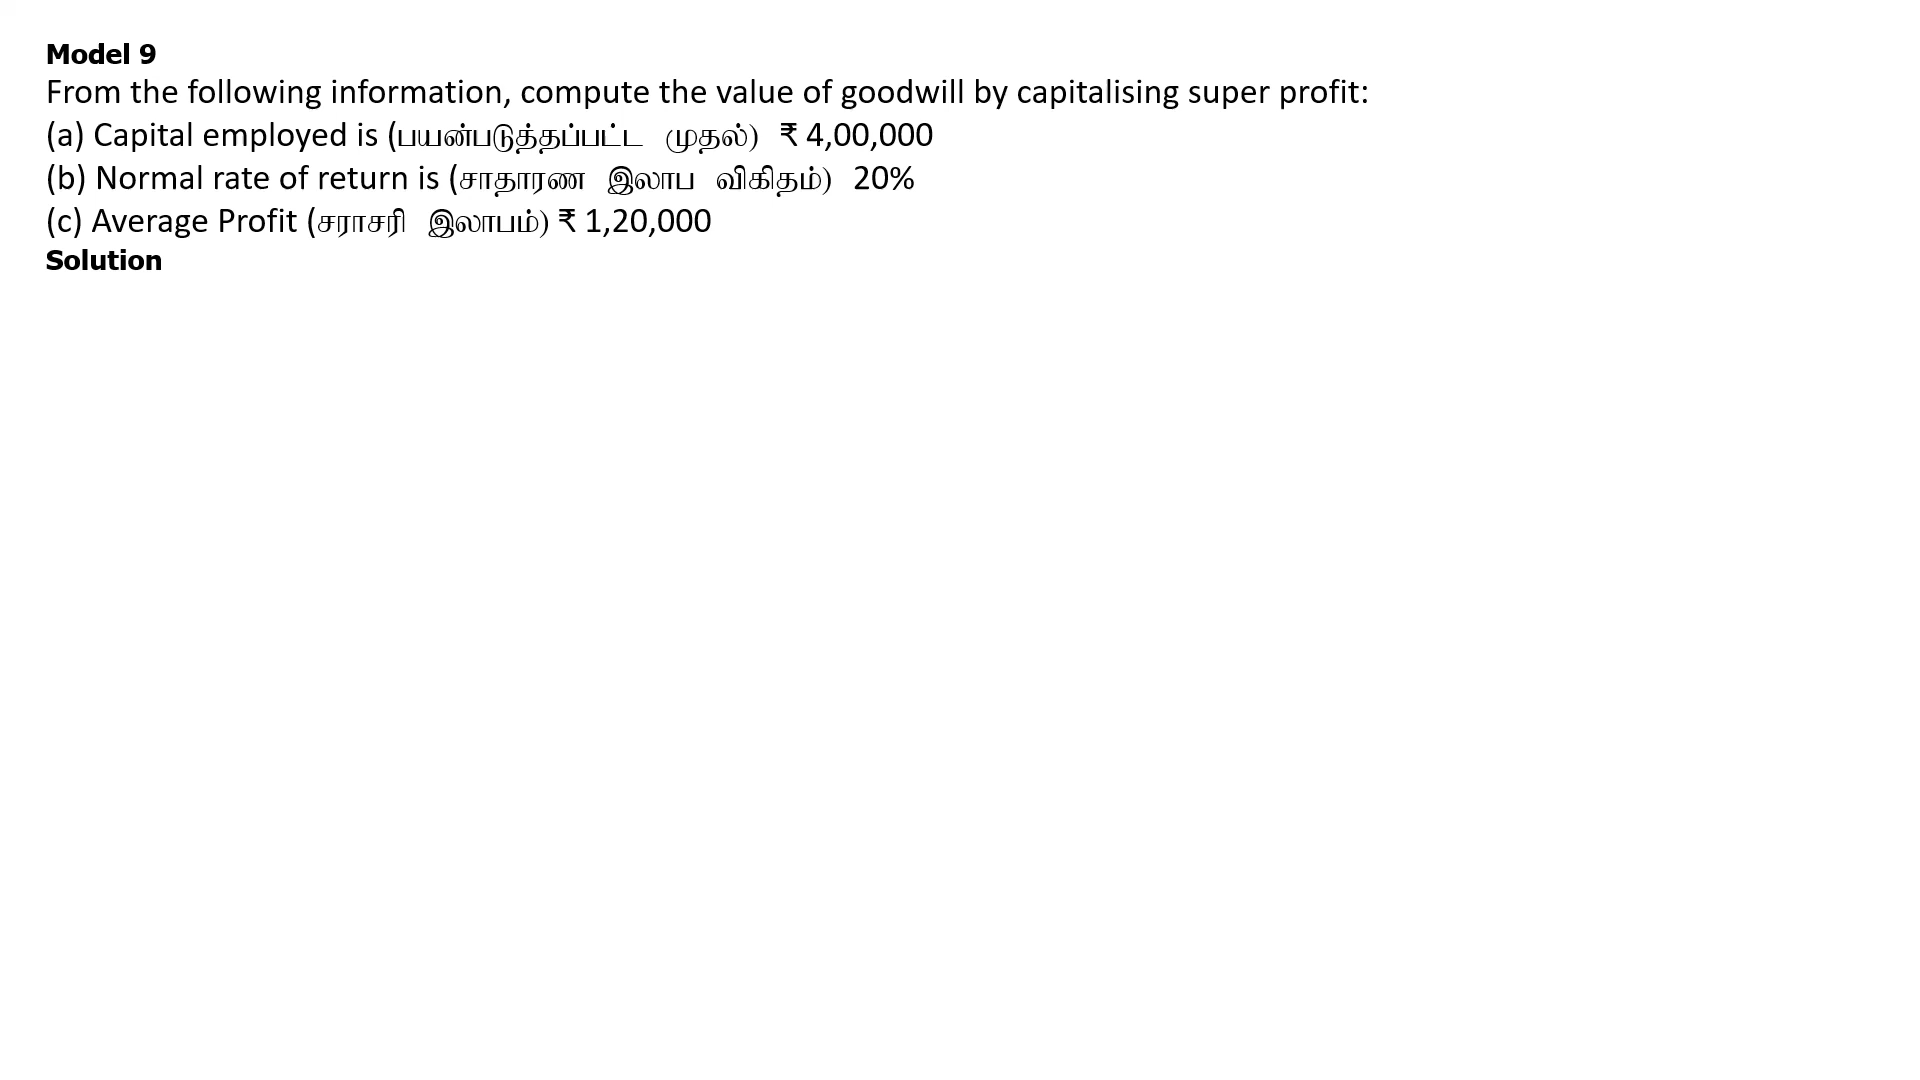 Model 9
From the following information, compute the value of goodwill by capitalising super profit:
(a) Capital employed is (பயன்படுத்தப்பட்ட முதல்) ₹ 4,00,000
(b) Normal rate of return is (சாதாரண இலாப விகிதம்) 20%
(c) Average Profit (சராசரி இலாபம்) ₹ 1,20,000
Solution